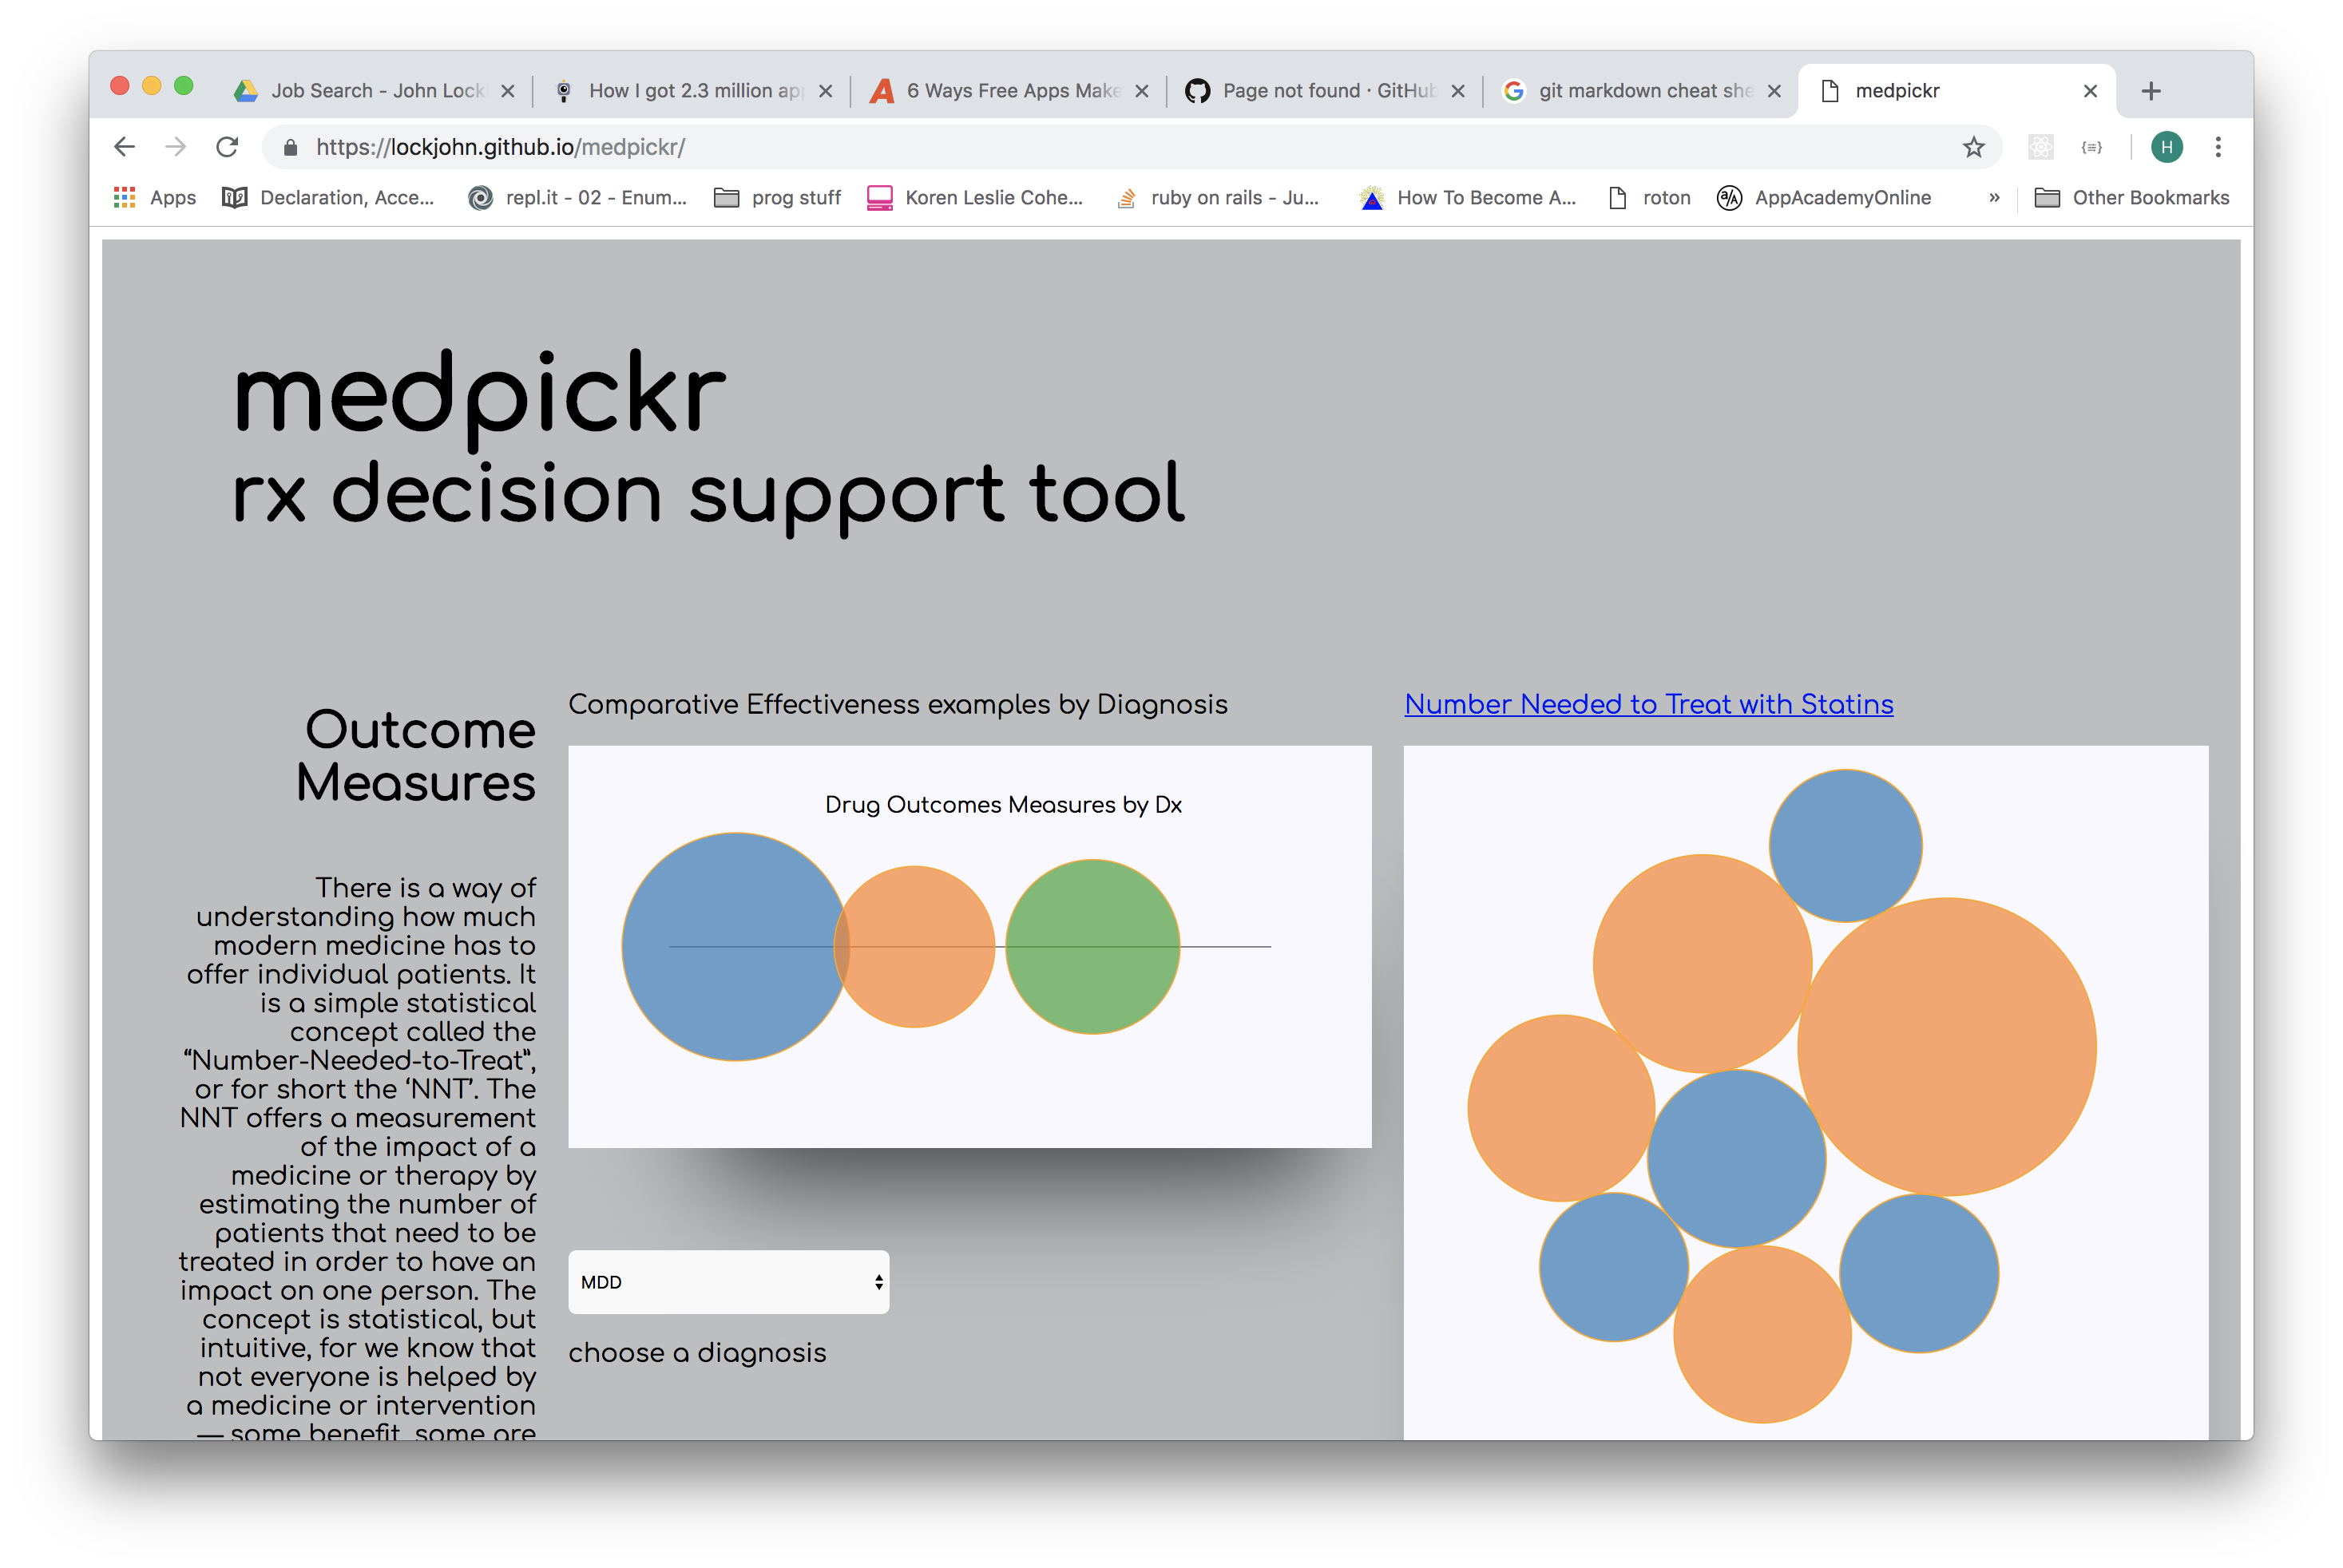 Job Search - John Lock
How I got 2.3 million ap
6 Ways Free Apps Make
Page not found · GitHub
git markdown cheat she
medpickr
https://lockjohn.github.io/medpickr/
H
Apps
Declaration, Acce...
repl.it - 02 - Enum...
prog stuff
Koren Leslie Cohe...
ruby on rails - Ju...
How To Become A...
roton
a/A
AppAcademyOnline
»
Other Bookmarks
medpickr
rx decision support tool
Outcome
Measures
There is a way of
understanding how much
modern medicine has to
offer individual patients. It
is a simple statistical
concept called the
“Number-Needed-to-Treat”,
or for short the ‘NNT’. The
NNT offers a measurement
of the impact of a
medicine or therapy by
estimating the number of
patients that need to be
treated in order to have an
impact on one person. The
concept is statistical, but
intuitive, for we know that
not everyone is helped by
a medicine or intervention
— some benefit, some are
Comparative Effectiveness examples by Diagnosis
Drug Outcomes Measures by Dx
MDD
choose a diagnosis
Number Needed to Treat with Statins